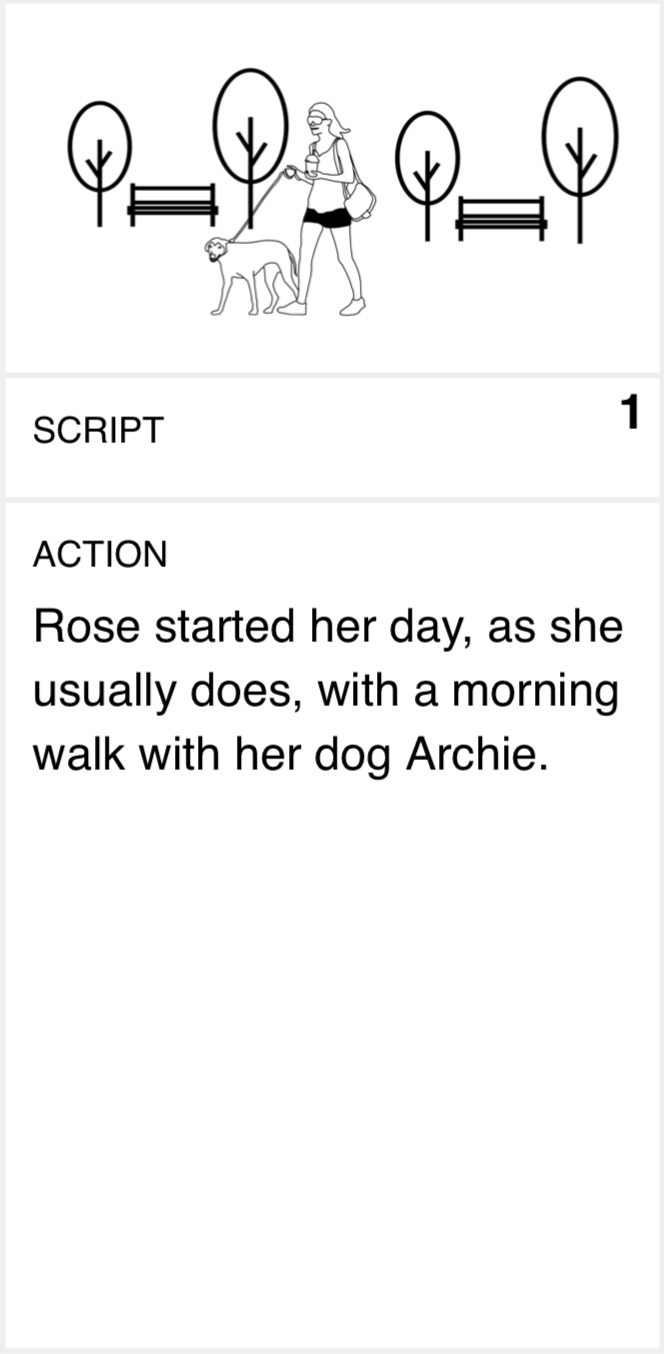 SCRIPT
1
ACTION
Rose started her day, as she
usually does, with a morning
walk with her dog Archie.